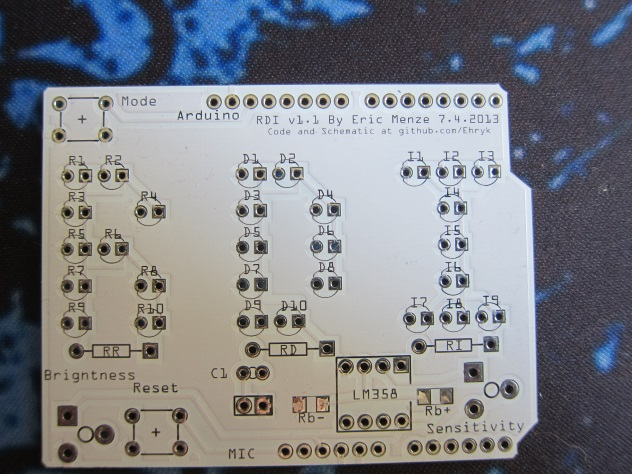 Mode
Arduino
RDI v1.1 By Eric Menze 7.4.2013
Code and Schematic at github.com/Ehryk
R1 R2 D1 D2 I1 I2 I3
R3 R4 D3 D4 I4
R5 R6 D5 D6 I5
R7 R8 D7 D8 I6
R9 R10 D9 D10 I7 I8 I9
RR RD RI
Brightness C1
Reset LM358
Rb- Rb+
Sensitivity
MIC